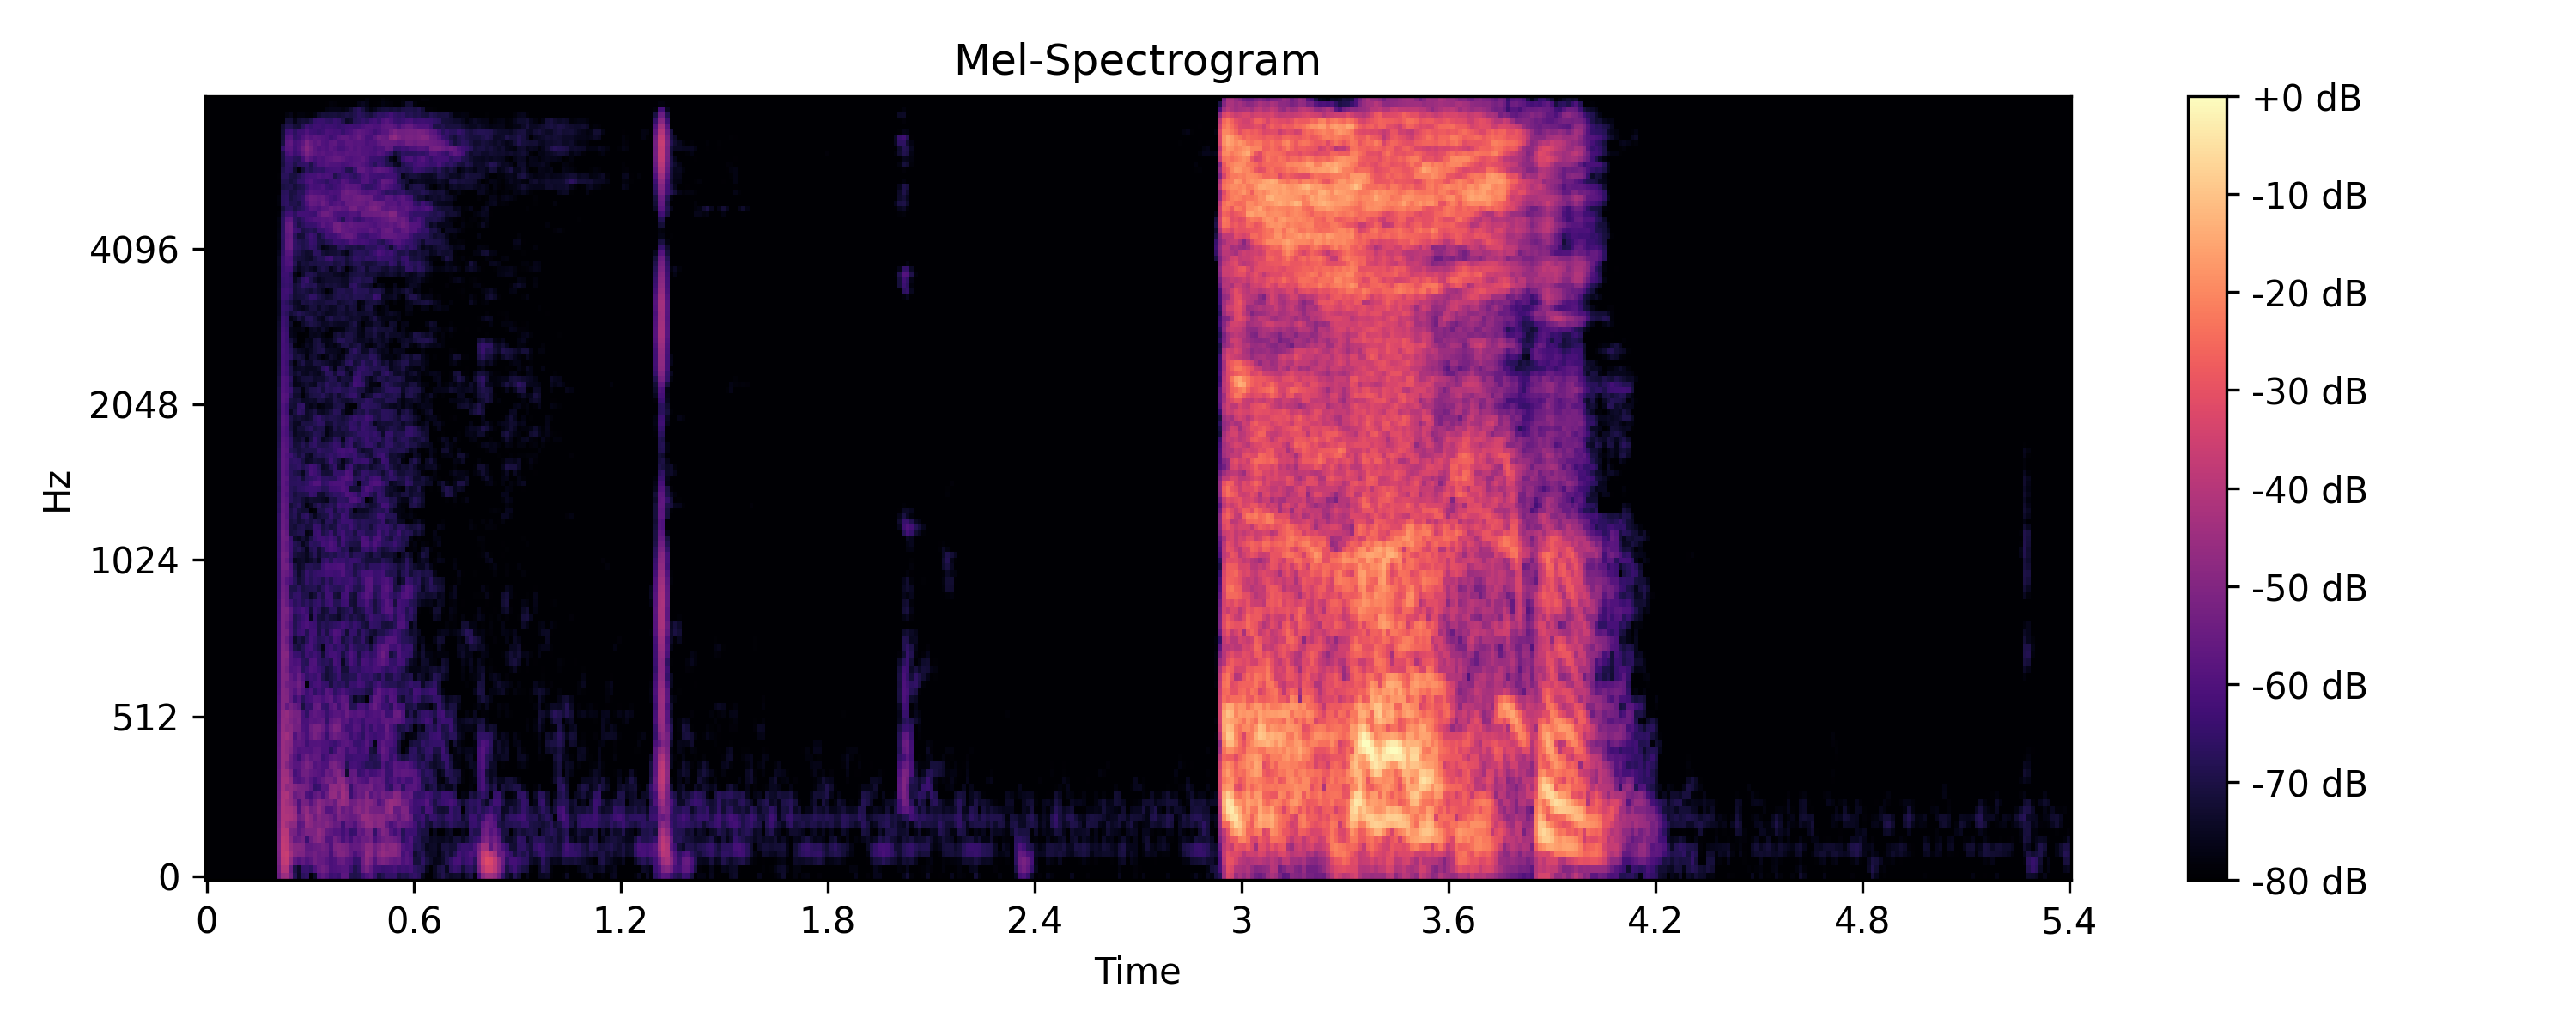 Mel-Spectrogram
Hz
4096
2048
1024
512
0
0 0.6 1.2 1.8 2.4 3 3.6 4.2 4.8 5.4
Time
+0 dB
-10 dB
-20 dB
-30 dB
-40 dB
-50 dB
-60 dB
-70 dB
-80 dB